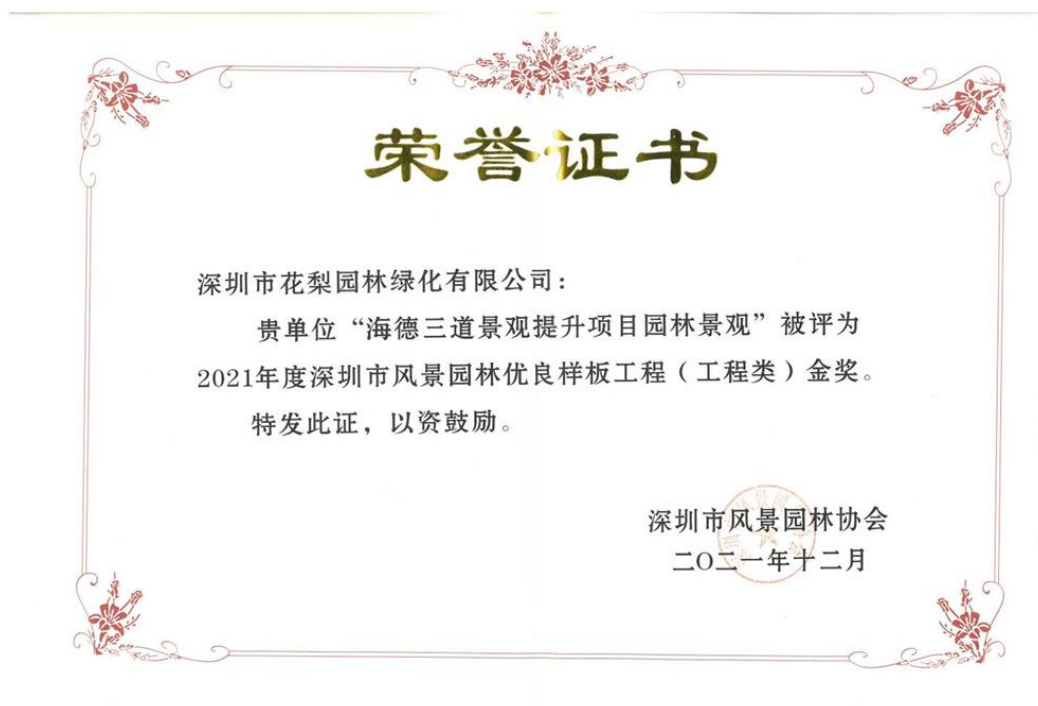 荣誉证书
深圳市花梨园林绿化有限公司：
贵单位“海德三道景观提升项目园林景观”被评为
2021年度深圳市风景园林优良样板工程（工程类）金奖。
特发此证，以资鼓励。
深圳市风景园林协会
二〇二一年十二月